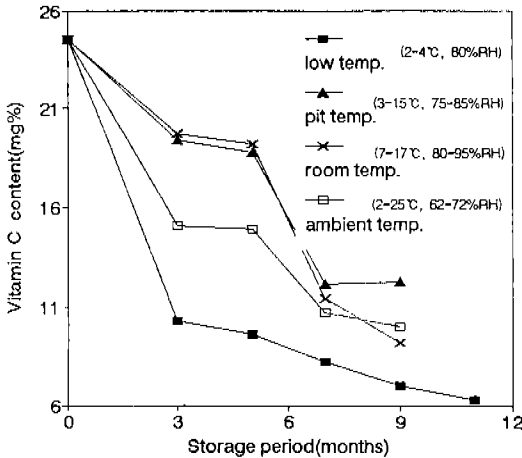 26
21
16
11
6
Vitamin C content(mg%)
(2-4℃, 80%RH)
low temp.
(3-15℃, 75-85%RH)
pit temp.
(7-17℃, 80-95%RH)
room temp.
(2-25℃, 62-72%RH)
ambient temp.
0 3 6 9 12
Storage period(months)